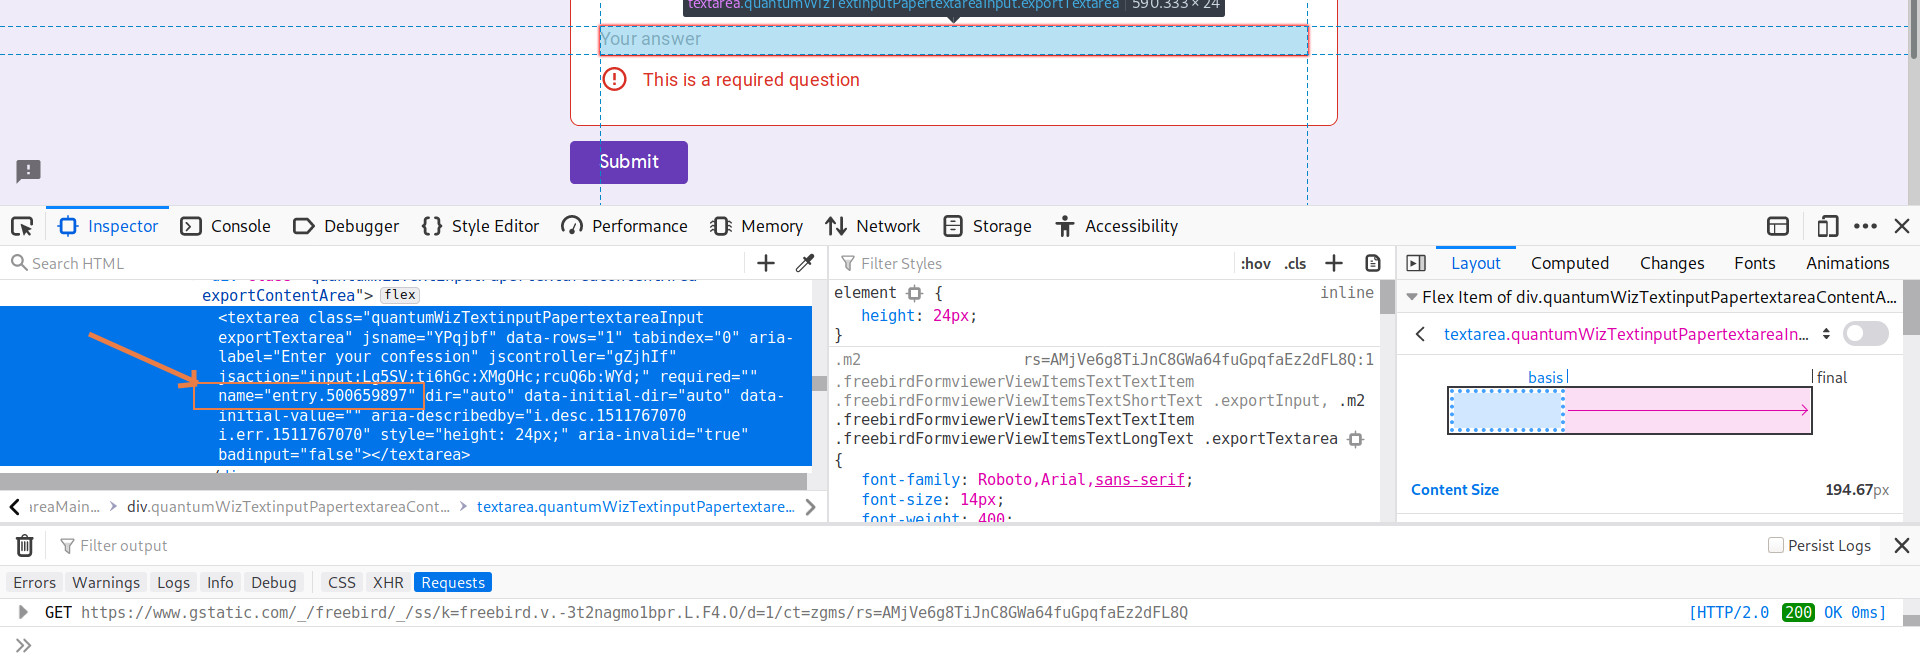 textarea.quantumWizTextinputPapertextareaInput.exportTextarea 590.333 × 24
Your answer
This is a required question
Submit
Inspector Console Debugger Style Editor Performance Memory Network Storage Accessibility
Search HTML
exportContentArea"> flex
<textarea class="quantumWizTextinputPapertextareaInput
exportTextarea" jsname="YPqjbf" data-rows="1" tabindex="0" aria-
label="Enter your confession" jscontroller="gZjhIf"
jsaction="input:Lg5SV;ti6hGc:XMgOHc;rcuQ6b:WYd;" required=""
name="entry.500659897" dir="auto" data-initial-dir="auto" data-
initial-value="" aria-describedby="i.desc.1511767070
i.err.1511767070" style="height: 24px;" aria-invalid="true"
badinput="false"></textarea>
areaMain... div.quantumWizTextinputPapertextareaCont... textarea.quantumWizTextinputPapertextare...
Filter Styles :hov .cls
element { inline
height: 24px;
}
.m2 rs=AMjVe6g8TiJnC8GWa64fuGpqfaEz2dFL8Q:1
.freebirdFormviewerViewItemsTextTextItem
.freebirdFormviewerViewItemsTextShortText .exportInput, .m2
.freebirdFormviewerViewItemsTextTextItem
.freebirdFormviewerViewItemsTextLongText .exportTextarea
{
font-family: Roboto,Arial,sans-serif;
font-size: 14px;
font-weight: 400;
Layout Computed Changes Fonts Animations
Flex Item of div.quantumWizTextinputPapertextareaContentA...
textarea.quantumWizTextinputPapertextareaIn...
basis final
Content Size 194.67px
Filter output Persist Logs
Errors Warnings Logs Info Debug CSS XHR Requests
GET https://www.gstatic.com/_/freebird/_/ss/k=freebird.v.-3t2nagmo1bpr.L.F4.O/d=1/ct=zgms/rs=AMjVe6g8TiJnC8GWa64fuGpqfaEz2dFL8Q [HTTP/2.0 200 OK 0ms]